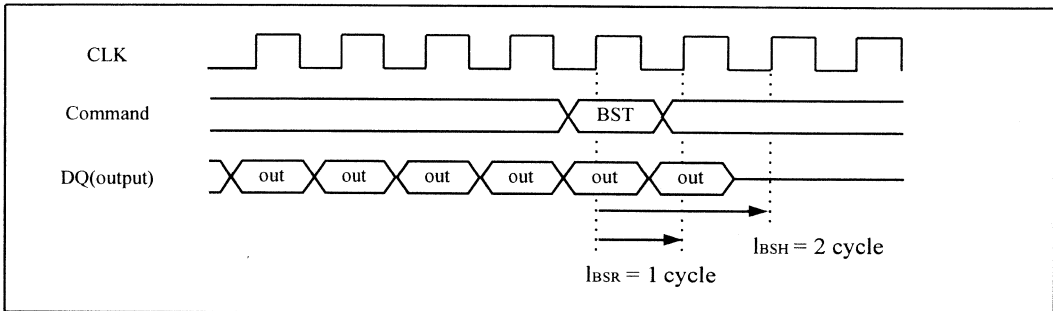 CLK
Command
BST
DQ(output)
out out out out out out
lBSH = 2 cycle
lBSR = 1 cycle